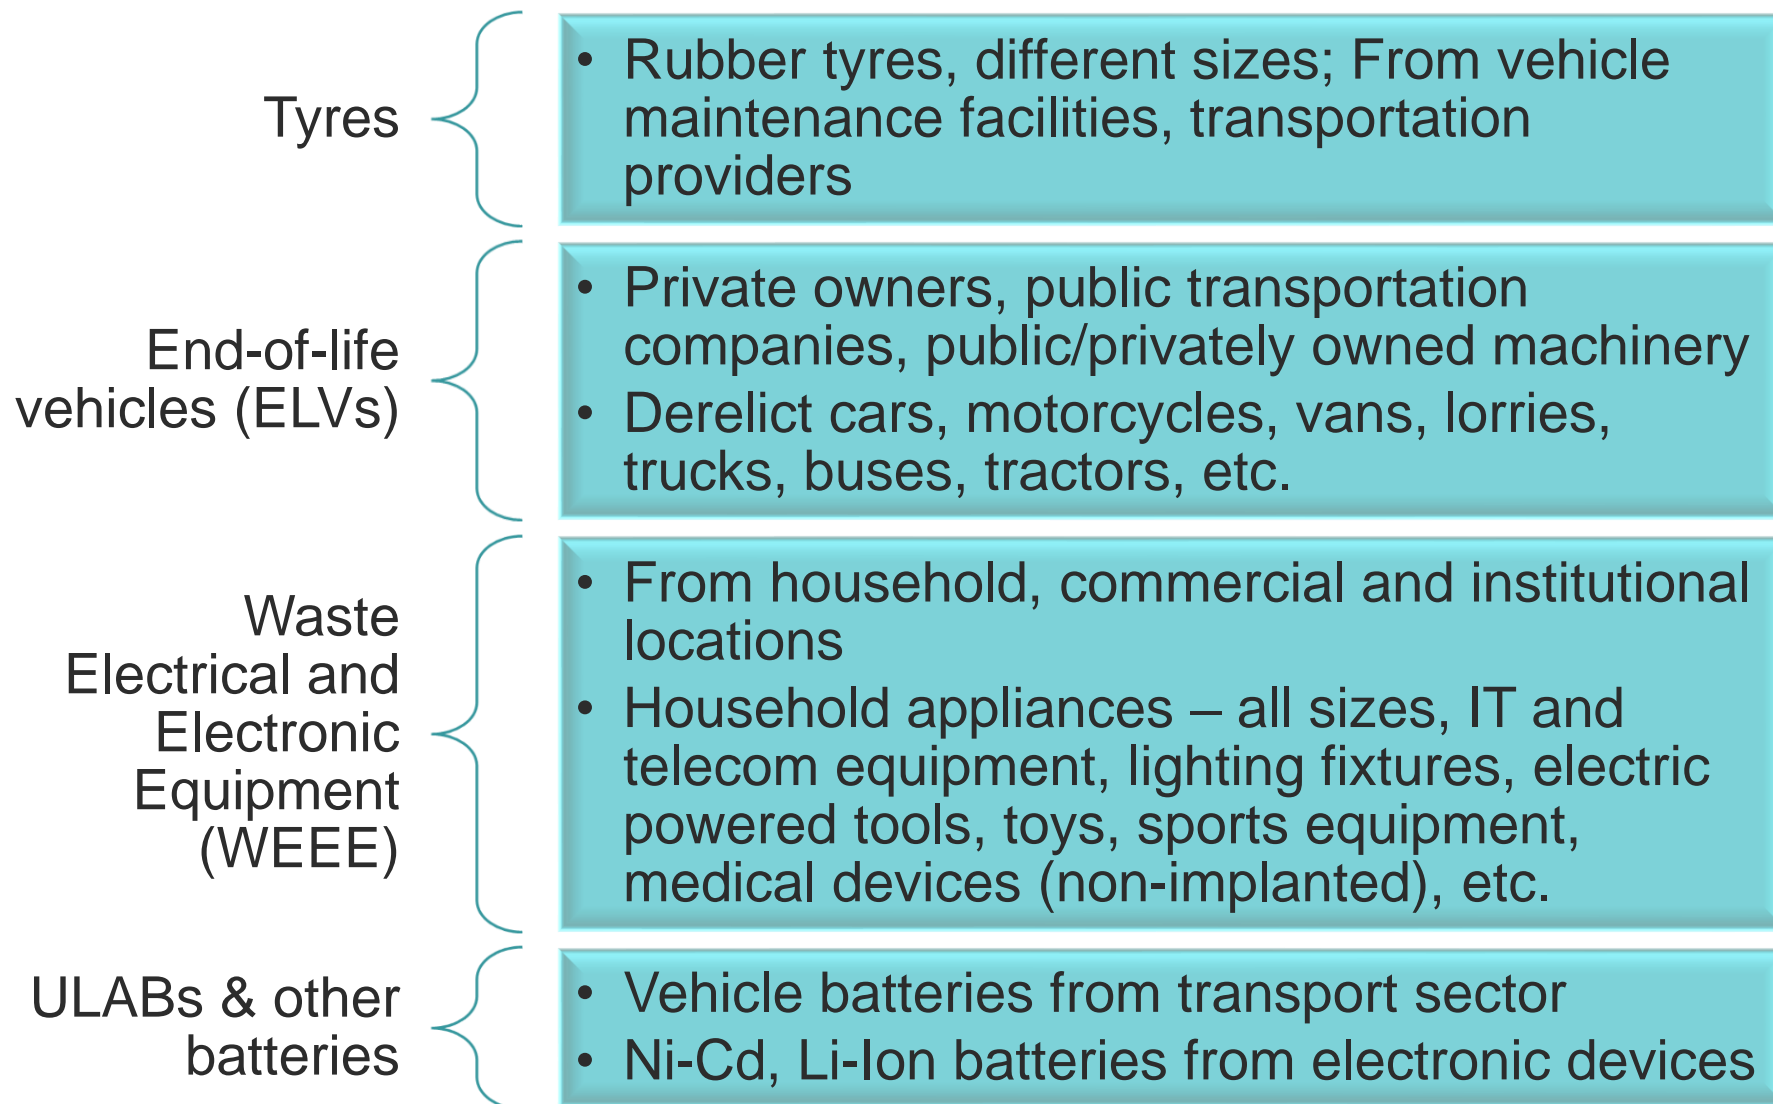 Tyres
• Rubber tyres, different sizes; From vehicle
maintenance facilities, transportation
providers
End-of-life
vehicles (ELVs)
• Private owners, public transportation
companies, public/privately owned machinery
• Derelict cars, motorcycles, vans, lorries,
trucks, buses, tractors, etc.
Waste
Electrical and
Electronic
Equipment
(WEEE)
• From household, commercial and institutional
locations
• Household appliances – all sizes, IT and
telecom equipment, lighting fixtures, electric
powered tools, toys, sports equipment,
medical devices (non-implanted), etc.
ULABs & other
batteries
• Vehicle batteries from transport sector
• Ni-Cd, Li-Ion batteries from electronic devices